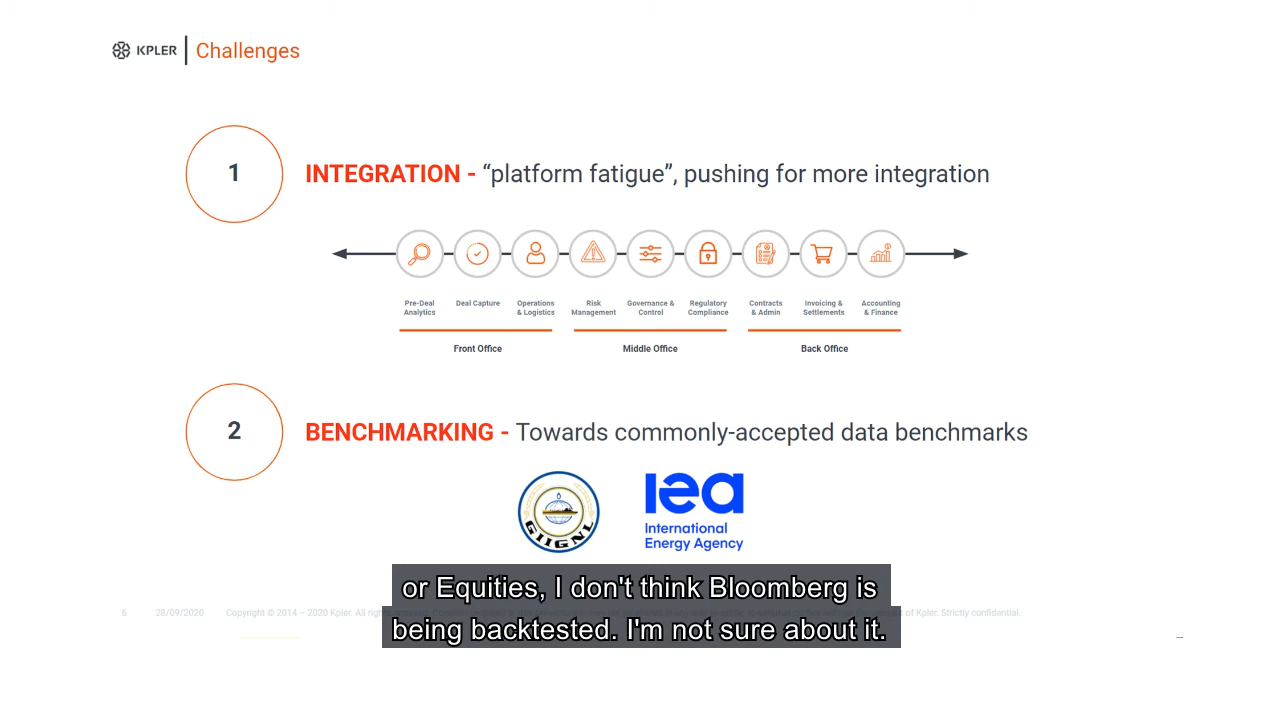 KPLER | Challenges
1
INTEGRATION - “platform fatigue”, pushing for more integration
Pre-Deal Analytics
Deal Capture
Operations & Logistics
Risk Management
Governance & Control
Regulatory Compliance
Contracts & Admin
Invoicing & Settlements
Accounting & Finance
Front Office
Middle Office
Back Office
2
BENCHMARKING - Towards commonly-accepted data benchmarks
GIIGNL
iea
International
Energy Agency
or Equities, I don't think Bloomberg is
being backtested. I'm not sure about it.
6 28/09/2020 Copyright © 2014 – 2020 Kpler. All of Kpler. Strictly confidential.